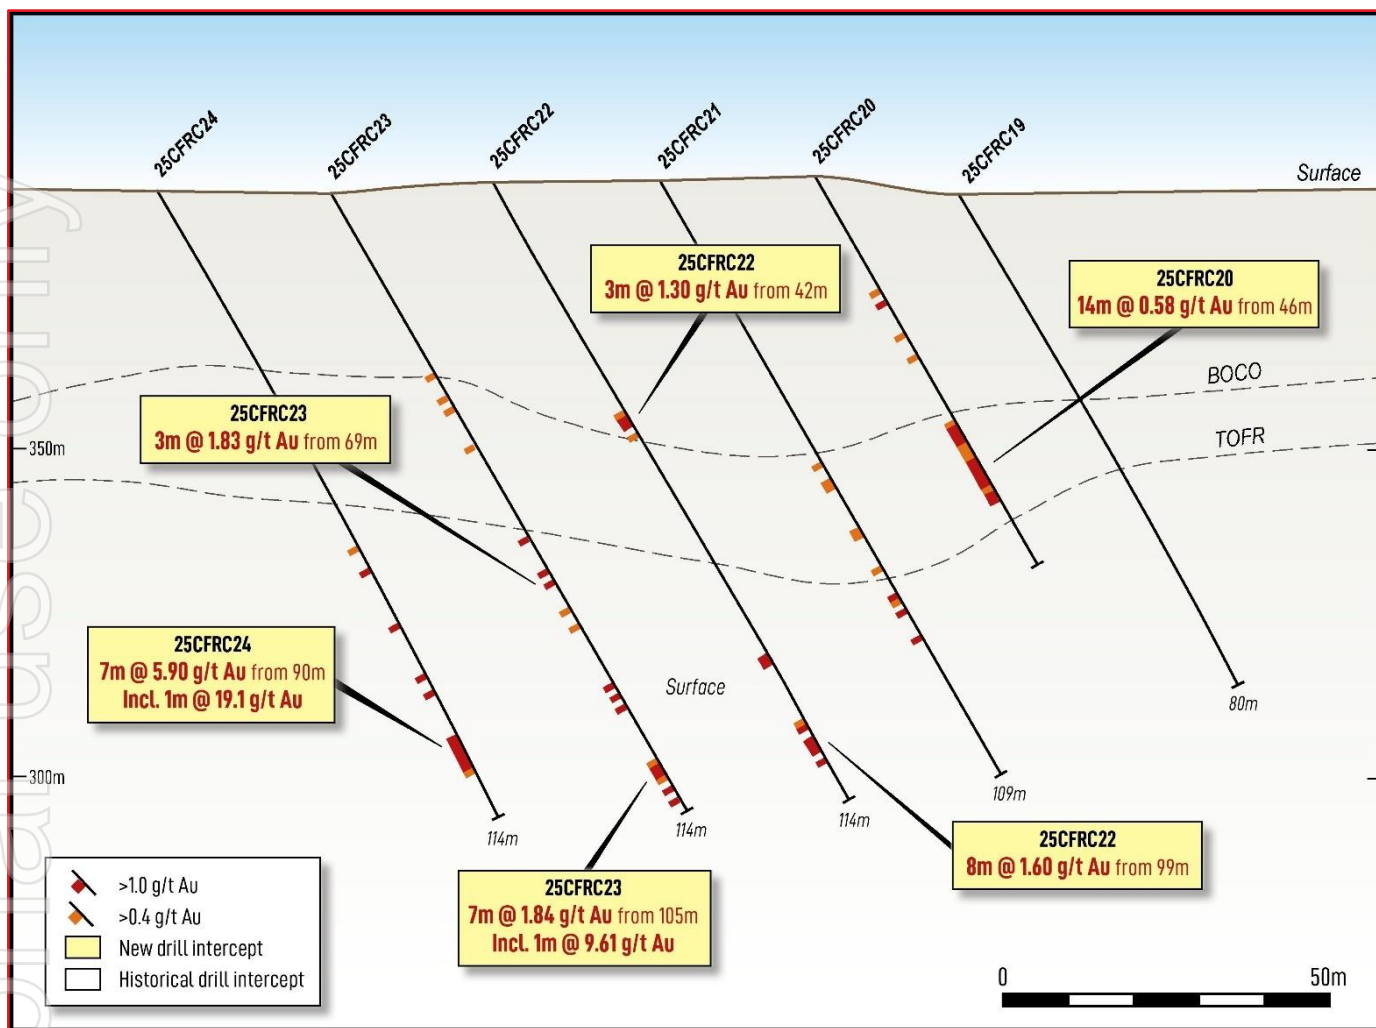 25CFRC24
25CFRC23
25CFRC22
25CFRC21
25CFRC20
25CFRC19
Surface
25CFRC22
3m @ 1.30 g/t Au from 42m
25CFRC20
14m @ 0.58 g/t Au from 46m
BOCO
TOFR
25CFRC23
3m @ 1.83 g/t Au from 69m
350m
25CFRC24
7m @ 5.90 g/t Au from 90m
Incl. 1m @ 19.1 g/t Au
Surface
80m
300m
109m
114m
114m
114m
25CFRC22
8m @ 1.60 g/t Au from 99m
25CFRC23
7m @ 1.84 g/t Au from 105m
Incl. 1m @ 9.61 g/t Au
>1.0 g/t Au
>0.4 g/t Au
New drill intercept
Historical drill intercept
0 50m